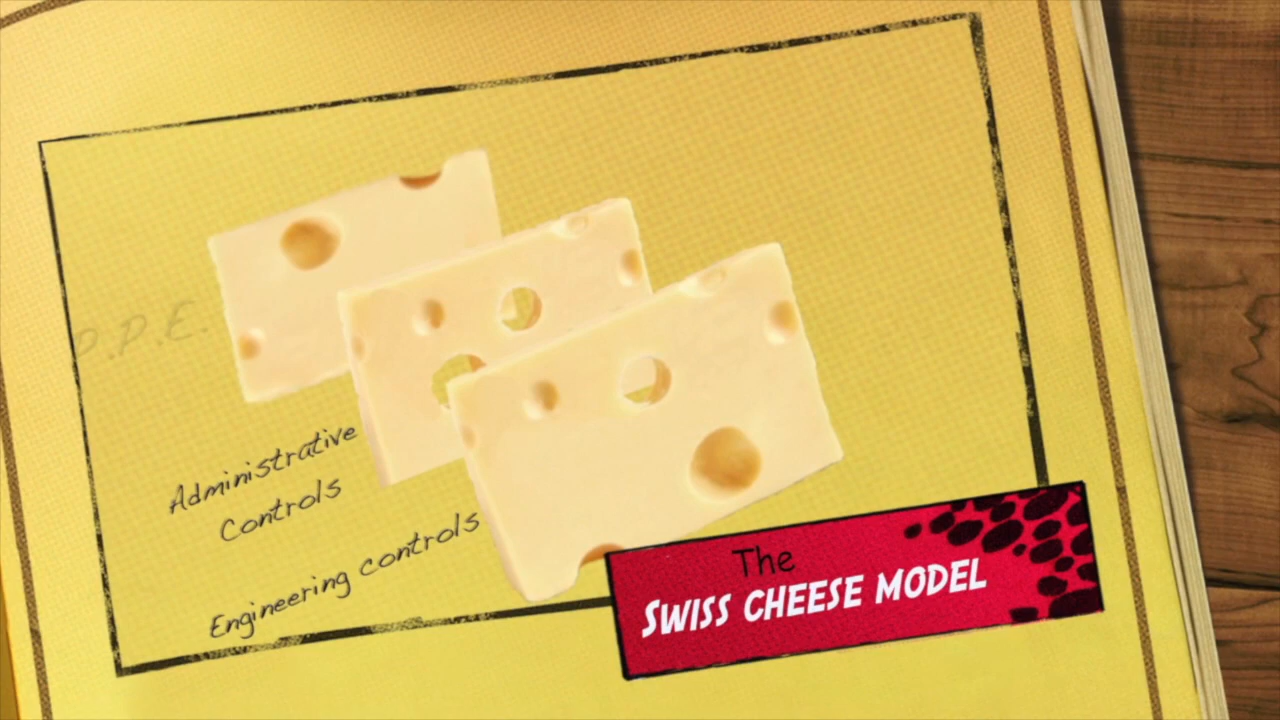 P.P.E.
Administrative
Controls
Engineering controls
The
SWISS CHEESE MODEL